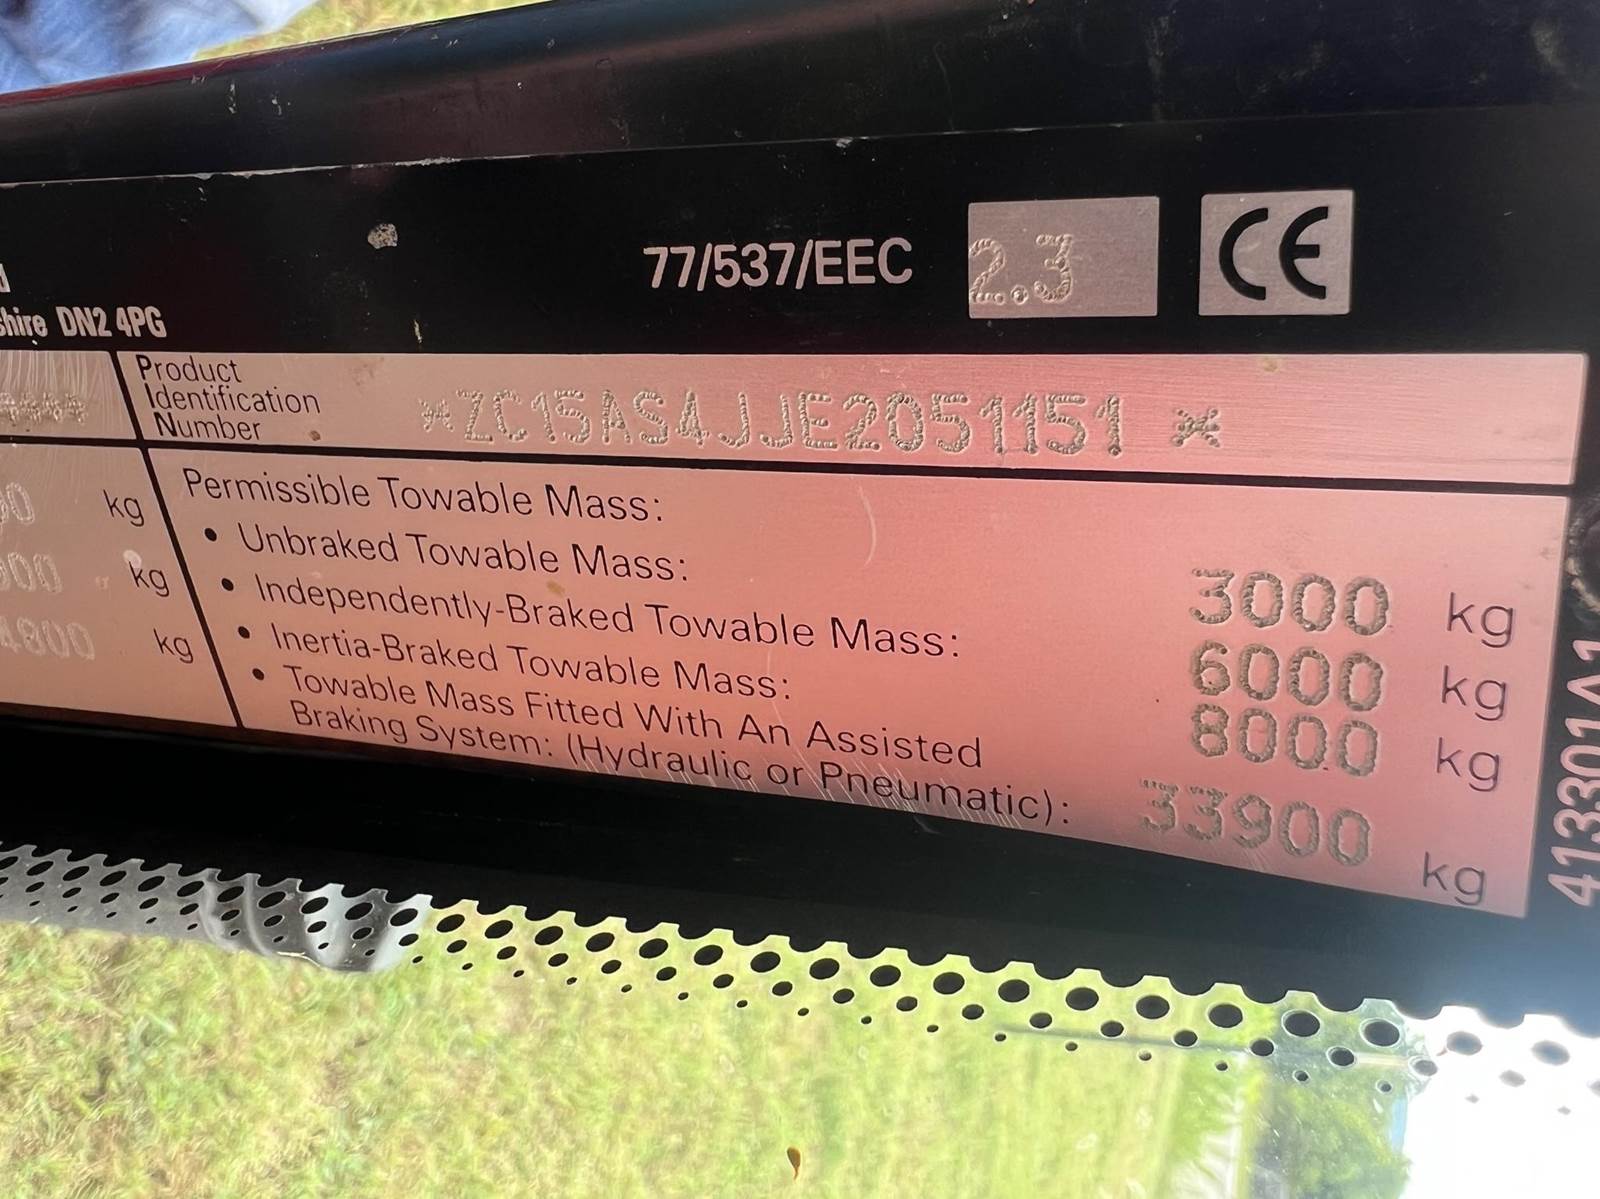 shire DN2 4PG
77/537/EEC 2.3 CE
Product
Identification
Number
*ZC15AS4JJE2051151 *
kg
kg
4800 kg
Permissible Towable Mass:
• Unbraked Towable Mass: 3000 kg
• Independently-Braked Towable Mass: 6000 kg
• Inertia-Braked Towable Mass: 8000 kg
• Towable Mass Fitted With An Assisted
Braking System: (Hydraulic or Pneumatic): 33900 kg
413301A1